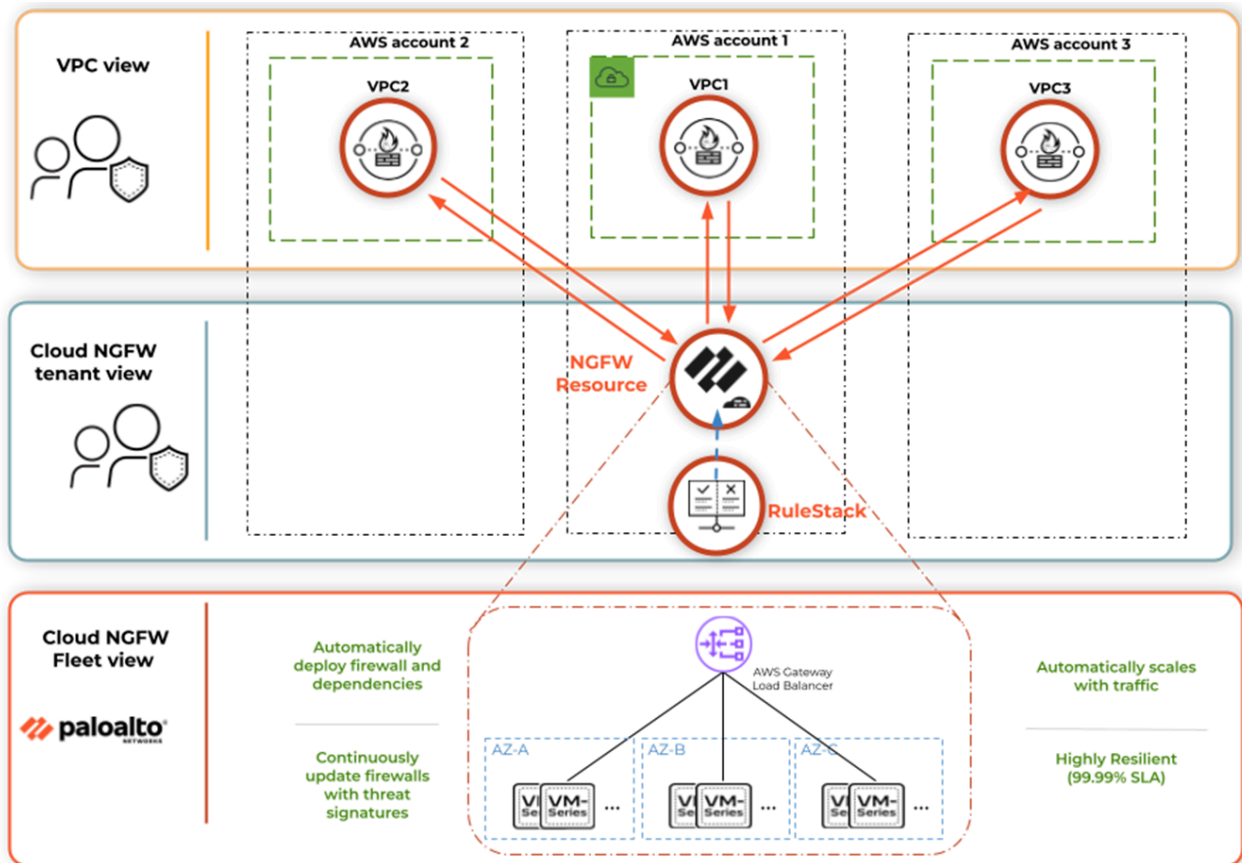 VPC view
AWS account 2
AWS account 1
AWS account 3
VPC2
VPC1
VPC3
Cloud NGFW
tenant view
NGFW
Resource
RuleStack
Cloud NGFW
Fleet view
paloalto®
NETWORKS
Automatically
deploy firewall and
dependencies
Continuously
update firewalls
with threat
signatures
AWS Gateway
Load Balancer
AZ-A
AZ-B
AZ-C
VM-
Series
...
VM-
Series
...
VM-
Series
...
Automatically scales
with traffic
Highly Resilient
(99.99% SLA)